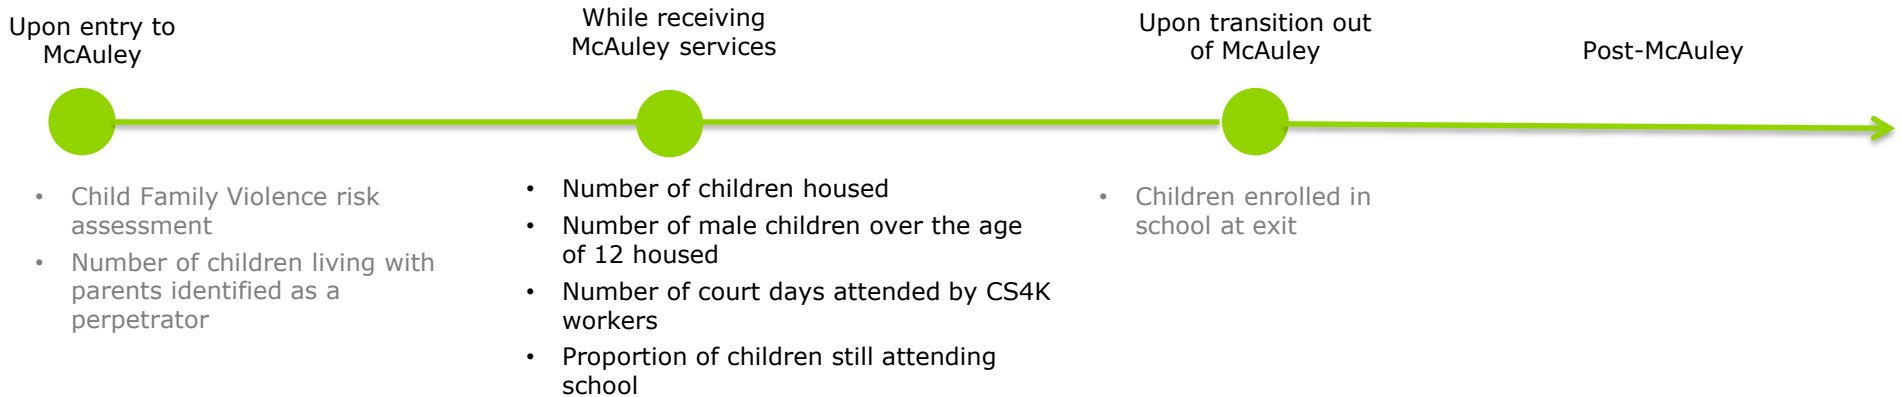 Upon entry to
McAuley
While receiving
McAuley services
Upon transition out
of McAuley
Post-McAuley
• Child Family Violence risk
assessment
• Number of children living with
parents identified as a
perpetrator
• Number of children housed
• Number of male children over the age
of 12 housed
• Number of court days attended by CS4K
workers
• Proportion of children still attending
school
• Children enrolled in
school at exit